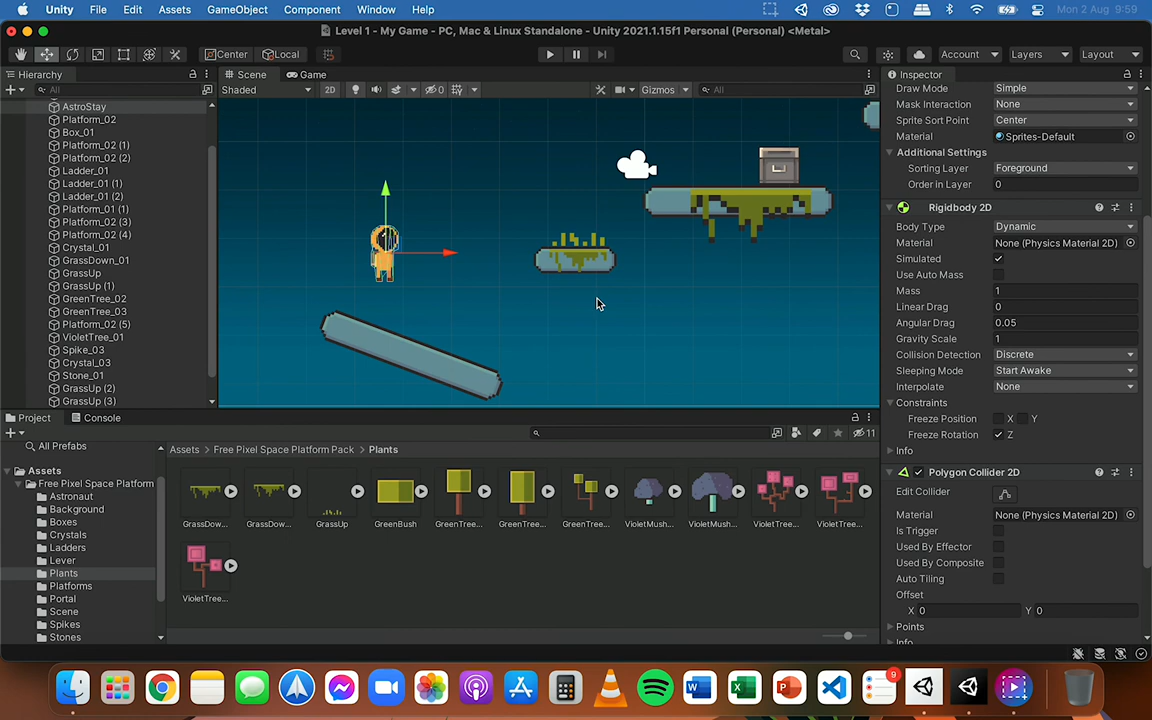 Unity File Edit Assets GameObject Component Window Help Mon 2 Aug 9:59
Level 1 - My Game - PC, Mac & Linux Standalone - Unity 2021.1.15f1 Personal (Personal) <Metal>
Center Local Account Layers Layout
Hierarchy Scene Game Inspector
All Shaded 2D 0 Gizmos All
Draw Mode Simple
Mask Interaction None
Sprite Sort Point Center
Material Sprites-Default
Additional Settings
Sorting Layer Foreground
Order in Layer 0
Rigidbody 2D
Body Type Dynamic
Material None (Physics Material 2D)
Simulated
Use Auto Mass
Mass 1
Linear Drag 0
Angular Drag 0.05
Gravity Scale 1
Collision Detection Discrete
Sleeping Mode Start Awake
Interpolate None
Constraints
Freeze Position X Y
Freeze Rotation Z
Info
Polygon Collider 2D
Edit Collider
Material None (Physics Material 2D)
Is Trigger
Used By Effector
Used By Composite
Auto Tiling
Offset
X 0 Y 0
Points
Info
AstroStay
Platform_02
Box_01
Platform_02 (1)
Platform_02 (2)
Ladder_01
Ladder_01 (1)
Ladder_01 (2)
Platform_01 (1)
Platform_02 (3)
Platform_02 (4)
Crystal_01
GrassDown_01
GrassUp
GrassUp (1)
GreenTree_02
GreenTree_03
Platform_02 (5)
VioletTree_01
Spike_03
Crystal_03
Stone_01
GrassUp (2)
GrassUp (3)
Project Console
11
All Prefabs
Assets
Free Pixel Space Platform
Astronaut
Background
Boxes
Crystals
Ladders
Lever
Plants
Platforms
Portal
Scene
Spikes
Stones
Assets > Free Pixel Space Platform Pack > Plants
GrassDow... GrassDow... GrassUp GreenBush GreenTree... GreenTree... GreenTree... VioletMush... VioletMush... VioletTree... VioletTree...
VioletTree...
9